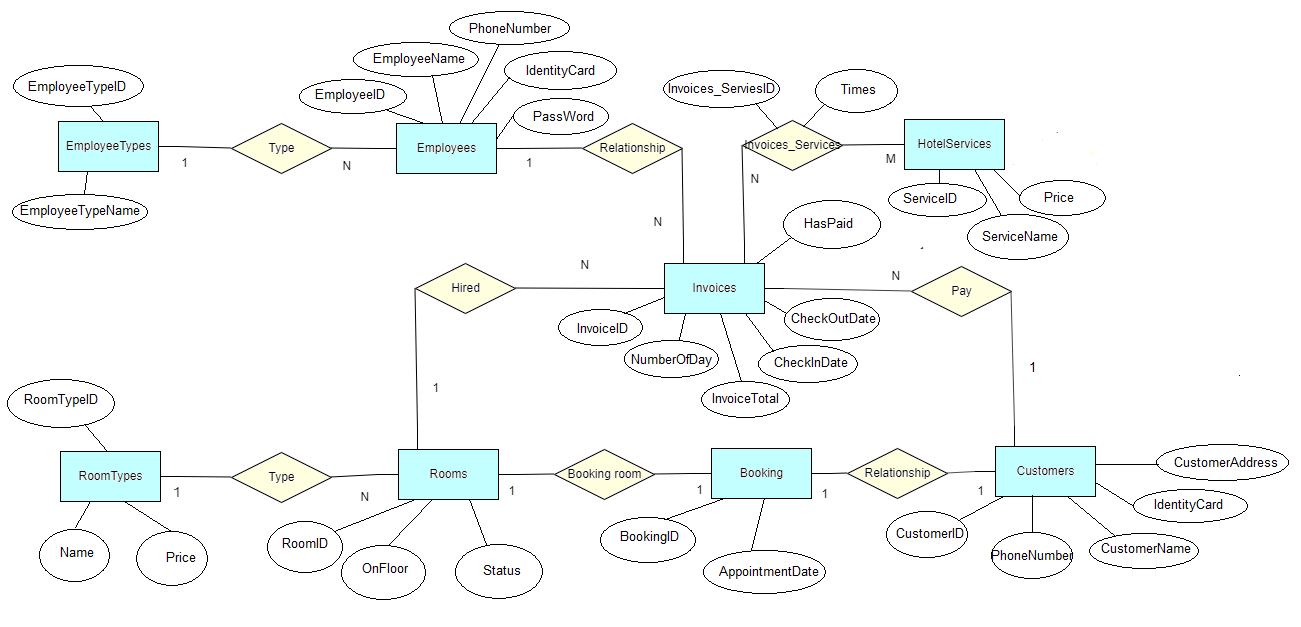 PhoneNumber
EmployeeName
IdentityCard
EmployeeTypeID
EmployeeID
PassWord
Invoices_ServiesID
Times
EmployeeTypes
1
Type
N
Employees
1
Relationship
N
Invoices_Services
M
HotelServices
N
EmployeeTypeName
ServiceID
Price
ServiceName
HasPaid
Hired
N
Invoices
N
Pay
InvoiceID
NumberOfDay
InvoiceTotal
CheckInDate
CheckOutDate
1
1
RoomTypeID
RoomTypes
1
Type
N
Rooms
1
Booking room
1
Booking
1
Relationship
1
Customers
CustomerAddress
IdentityCard
Name
Price
RoomID
OnFloor
Status
BookingID
AppointmentDate
CustomerID
PhoneNumber
CustomerName